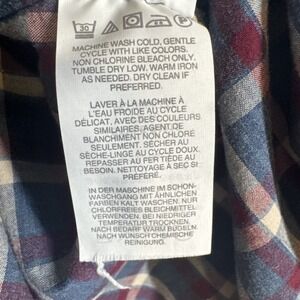 30
MACHINE WASH COLD, GENTLE
CYCLE WITH LIKE COLORS.
NON CHLORINE BLEACH ONLY.
TUMBLE DRY LOW. WARM IRON
AS NEEDED. DRY CLEAN IF
PREFERRED.
LAVER À LA MACHINE À
L'EAU FROIDE AU CYCLE
DÉLICAT, AVEC DES COULEURS
SIMILAIRES, AGENT DE
BLANCHIMENT NON CHLORÉ
SEULEMENT. SÉCHER AU
SÈCHE-LINGE AU CYCLE DOUX.
REPASSER AU FER TIÈDE AU
BESOIN. NETTOYAGE À SEC SI
PRÉFÉRÉ.
IN DER MASCHIN IM SCHON-
WASCHGANG MIT ÄHNLICHEN
FARBEN KALT WASCHEN. NUR
CHLORFREIES BLEICHMITTEL
VERWENDEN. BEI NIEDRIGER
TEMPERATUR TROCKNEN.
NACH BEDARF WARM BÜGELN.
NACH WUNSCH CHEMISCHE
REINIGUNG.